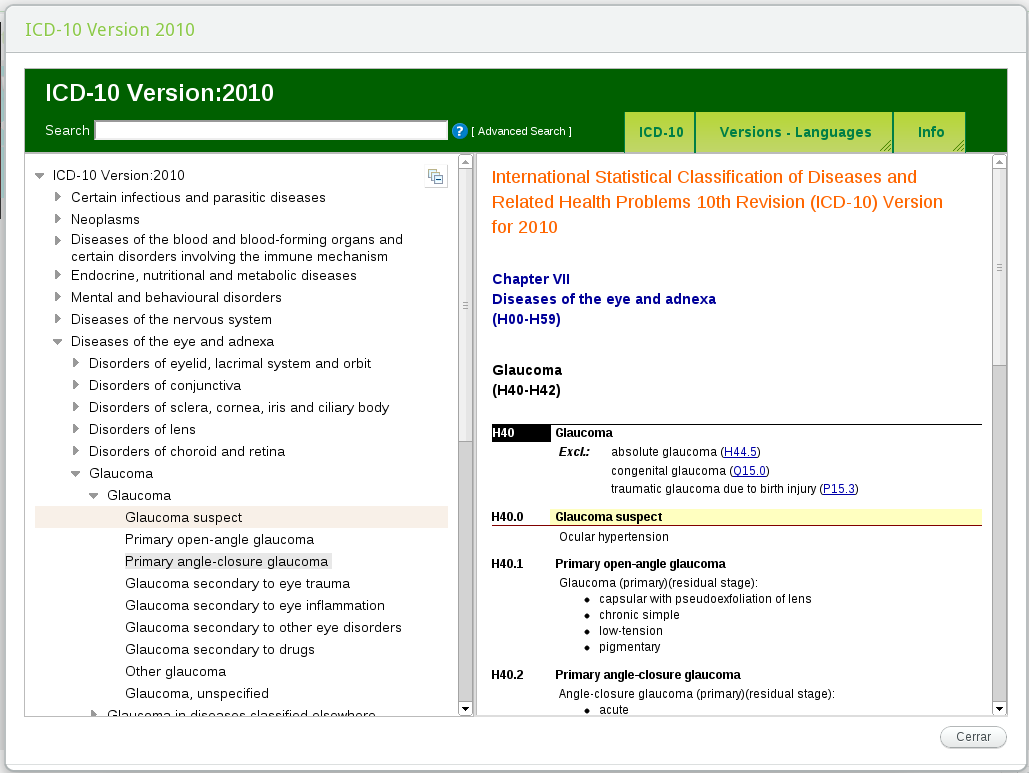 ICD-10 Version 2010
ICD-10 Version:2010
Search
?
[ Advanced Search ]
ICD-10
Versions - Languages
Info
ICD-10 Version:2010
Certain infectious and parasitic diseases
Neoplasms
Diseases of the blood and blood-forming organs and
certain disorders involving the immune mechanism
Endocrine, nutritional and metabolic diseases
Mental and behavioural disorders
Diseases of the nervous system
Diseases of the eye and adnexa
Disorders of eyelid, lacrimal system and orbit
Disorders of conjunctiva
Disorders of sclera, cornea, iris and ciliary body
Disorders of lens
Disorders of choroid and retina
Glaucoma
Glaucoma
Glaucoma suspect
Primary open-angle glaucoma
Primary angle-closure glaucoma
Glaucoma secondary to eye trauma
Glaucoma secondary to eye inflammation
Glaucoma secondary to other eye disorders
Glaucoma secondary to drugs
Other glaucoma
Glaucoma, unspecified
Glaucoma in diseases classified elsewhere
International Statistical Classification of Diseases and
Related Health Problems 10th Revision (ICD-10) Version
for 2010
Chapter VII
Diseases of the eye and adnexa
(H00-H59)
Glaucoma
(H40-H42)
H40 Glaucoma
Excl.: absolute glaucoma (H44.5)
congenital glaucoma (Q15.0)
traumatic glaucoma due to birth injury (P15.3)
H40.0 Glaucoma suspect
Ocular hypertension
H40.1 Primary open-angle glaucoma
Glaucoma (primary)(residual stage):
• capsular with pseudoexfoliation of lens
• chronic simple
• low-tension
• pigmentary
H40.2 Primary angle-closure glaucoma
Angle-closure glaucoma (primary)(residual stage):
• acute
Cerrar